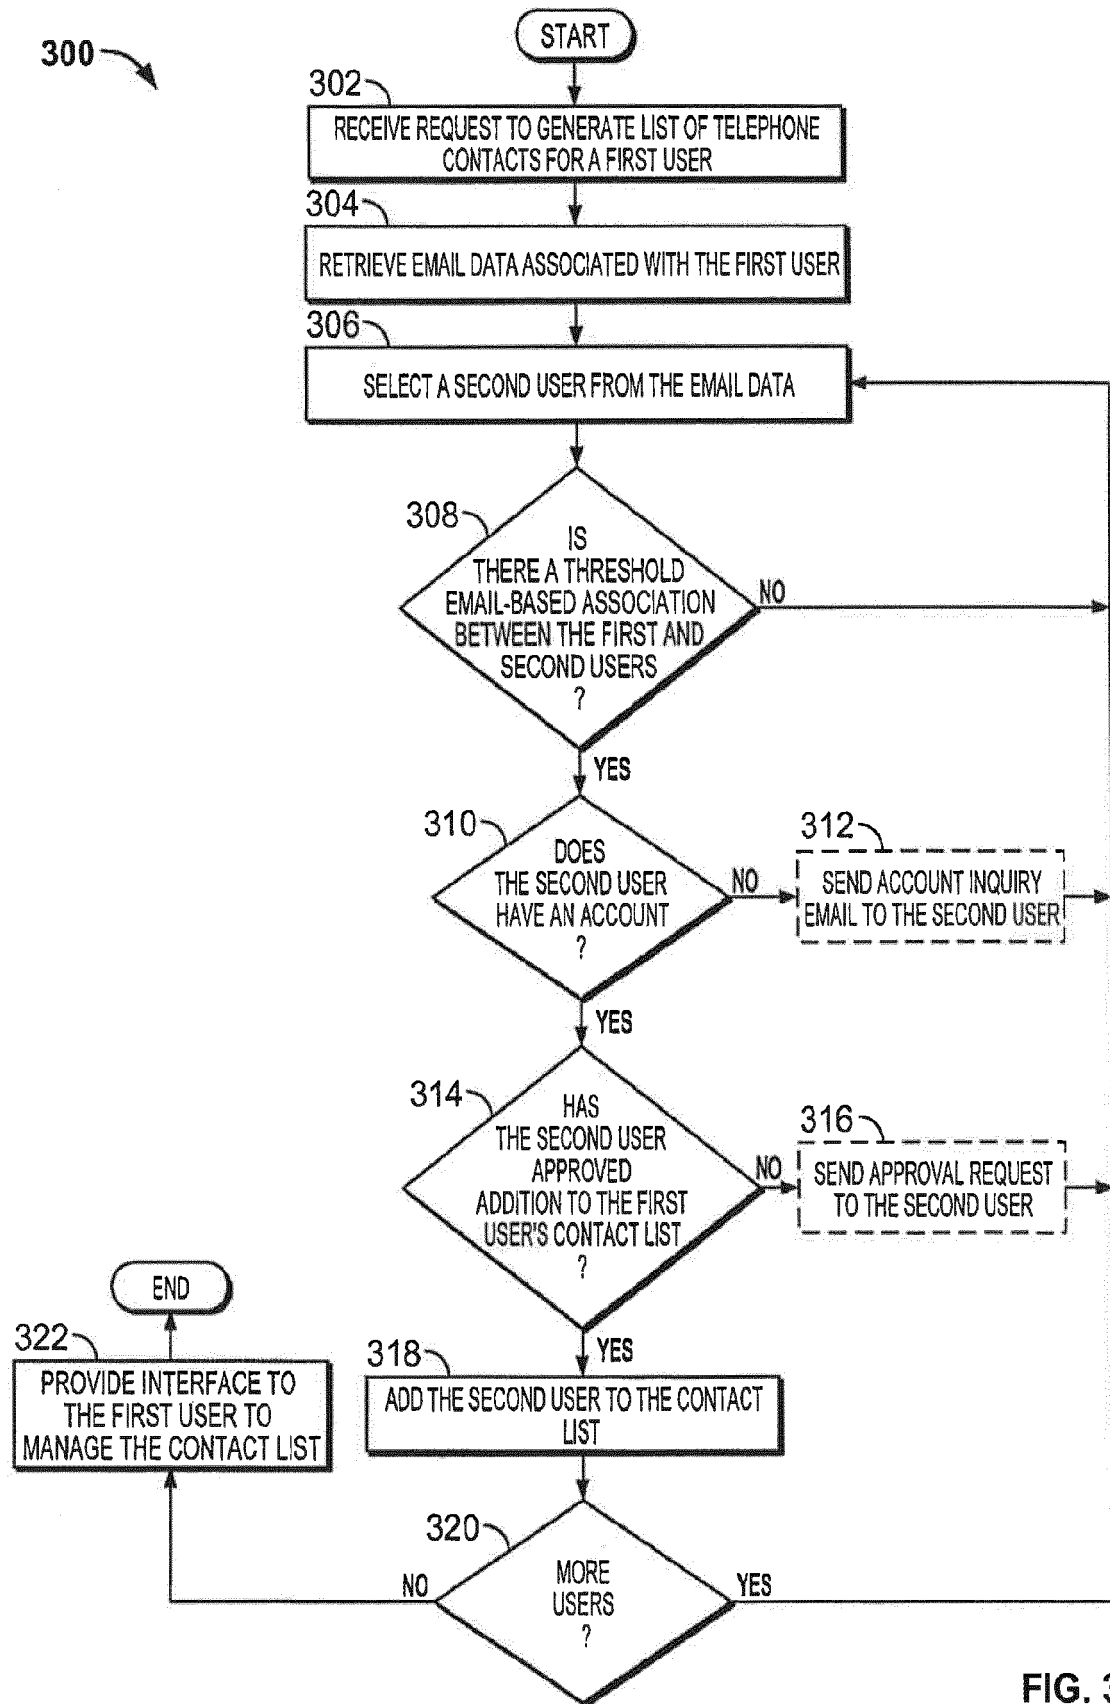 300
START
302
RECEIVE REQUEST TO GENERATE LIST OF TELEPHONE
CONTACTS FOR A FIRST USER
304
RETRIEVE EMAIL DATA ASSOCIATED WITH THE FIRST USER
306
SELECT A SECOND USER FROM THE EMAIL DATA
308
IS
THERE A THRESHOLD
EMAIL-BASED ASSOCIATION
BETWEEN THE FIRST AND
SECOND USERS
?
NO
YES
310
DOES
THE SECOND USER
HAVE AN ACCOUNT
?
NO
312
SEND ACCOUNT INQUIRY
EMAIL TO THE SECOND USER
YES
314
HAS
THE SECOND USER
APPROVED
ADDITION TO THE FIRST
USER'S CONTACT LIST
?
NO
316
SEND APPROVAL REQUEST
TO THE SECOND USER
YES
318
ADD THE SECOND USER TO THE CONTACT
LIST
320
MORE
USERS
?
YES
NO
322
PROVIDE INTERFACE TO
THE FIRST USER TO
MANAGE THE CONTACT LIST
END
FIG. 3